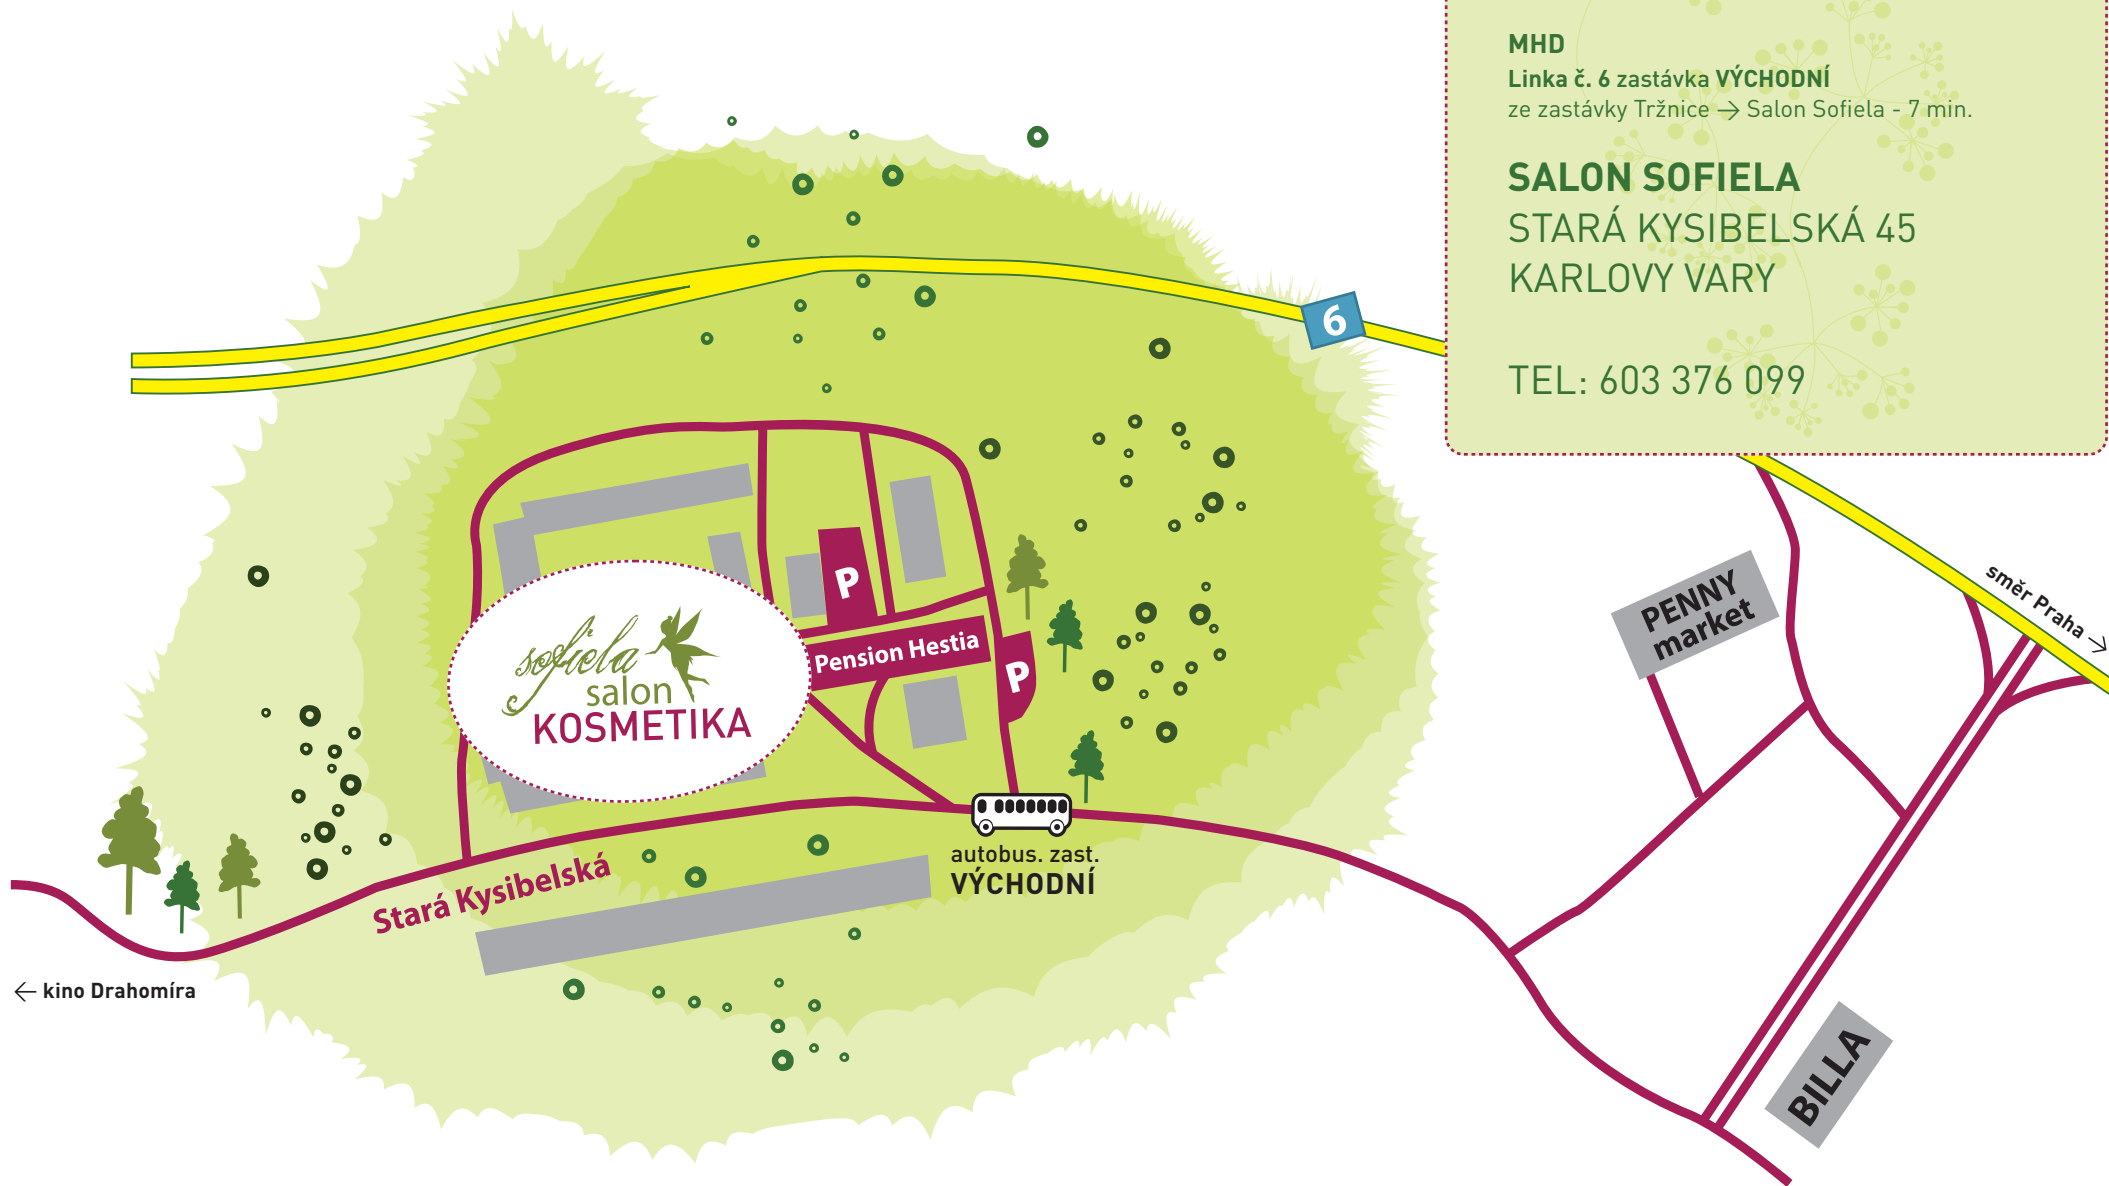 MHD
Linka č. 6 zastávka VÝCHODNÍ
ze zastávky Tržnice → Salon Sofiela - 7 min.
SALON SOFIELA
STARÁ KYSIBELSKÁ 45
KARLOVY VARY
TEL: 603 376 099
6
P
Pension Hestia
P
sofiela
salon
KOSMETIKA
PENNY
market
směr Praha →
autobus. zast.
VÝCHODNÍ
Stará Kysibelská
← kino Drahomíra
BILLA